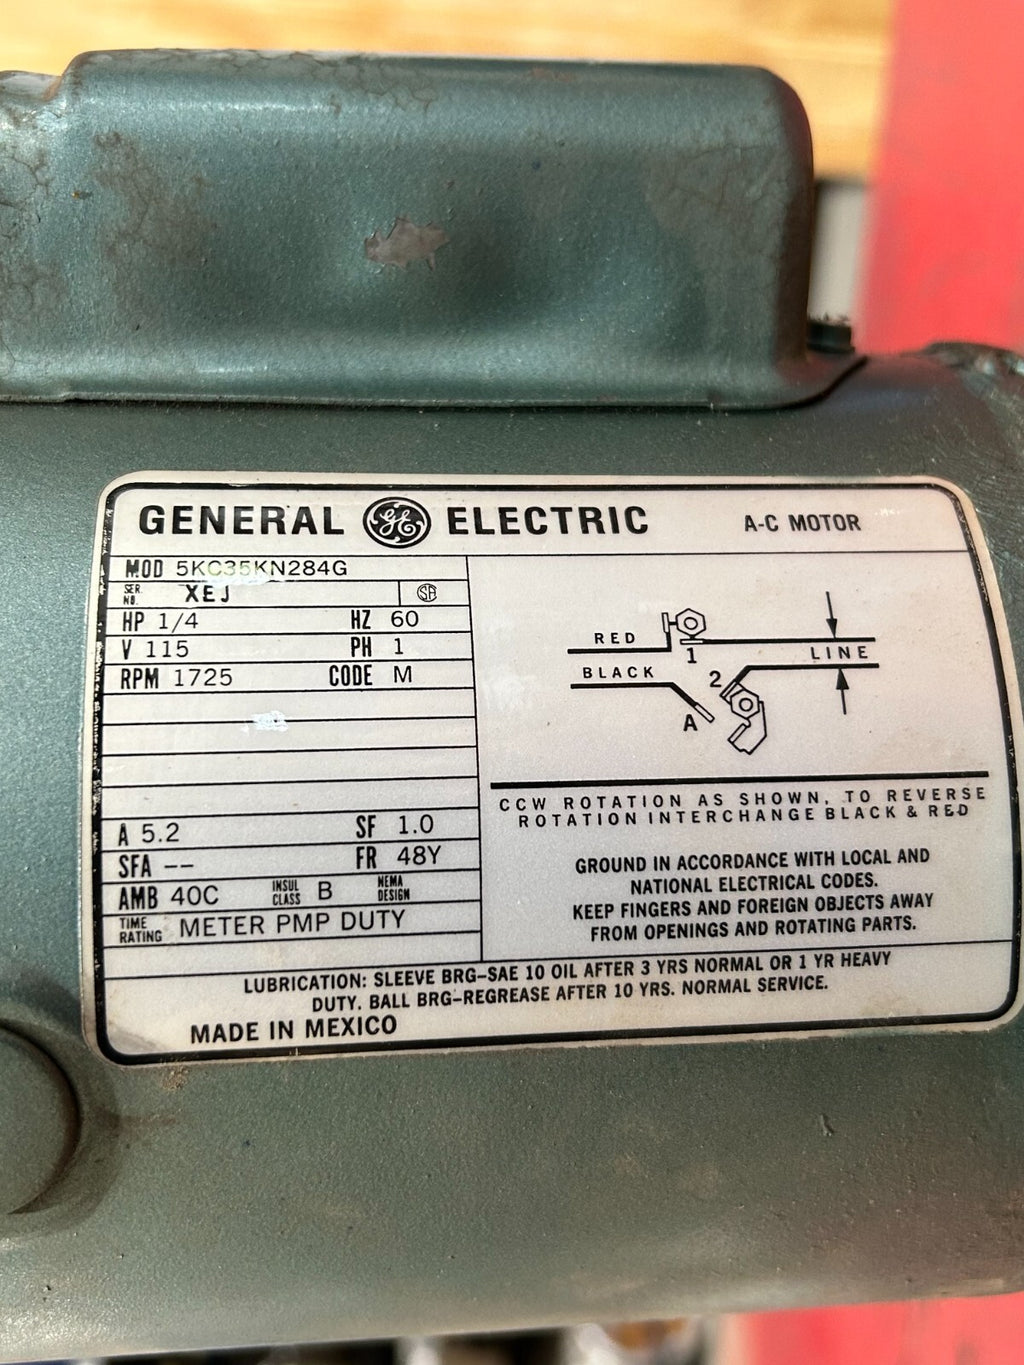 GENERAL GE ELECTRIC A-C MOTOR
MOD 5KC35KN284G
SER. NO. XEJ SA
HP 1/4 HZ 60
V 115 PH 1
RPM 1725 CODE M
A 5.2 SF 1.0
SFA -- FR 48Y
AMB 40C INSUL CLASS B NEMA DESIGN
TIME RATING METER PMP DUTY
RED
1
LINE
BLACK
2
A
CCW ROTATION AS SHOWN, TO REVERSE
ROTATION INTERCHANGE BLACK & RED
GROUND IN ACCORDANCE WITH LOCAL AND
NATIONAL ELECTRICAL CODES.
KEEP FINGERS AND FOREIGN OBJECTS AWAY
FROM OPENINGS AND ROTATING PARTS.
LUBRICATION: SLEEVE BRG-SAE 10 OIL AFTER 3 YRS NORMAL OR 1 YR HEAVY
DUTY. BALL BRG-REGREASE AFTER 10 YRS. NORMAL SERVICE.
MADE IN MEXICO